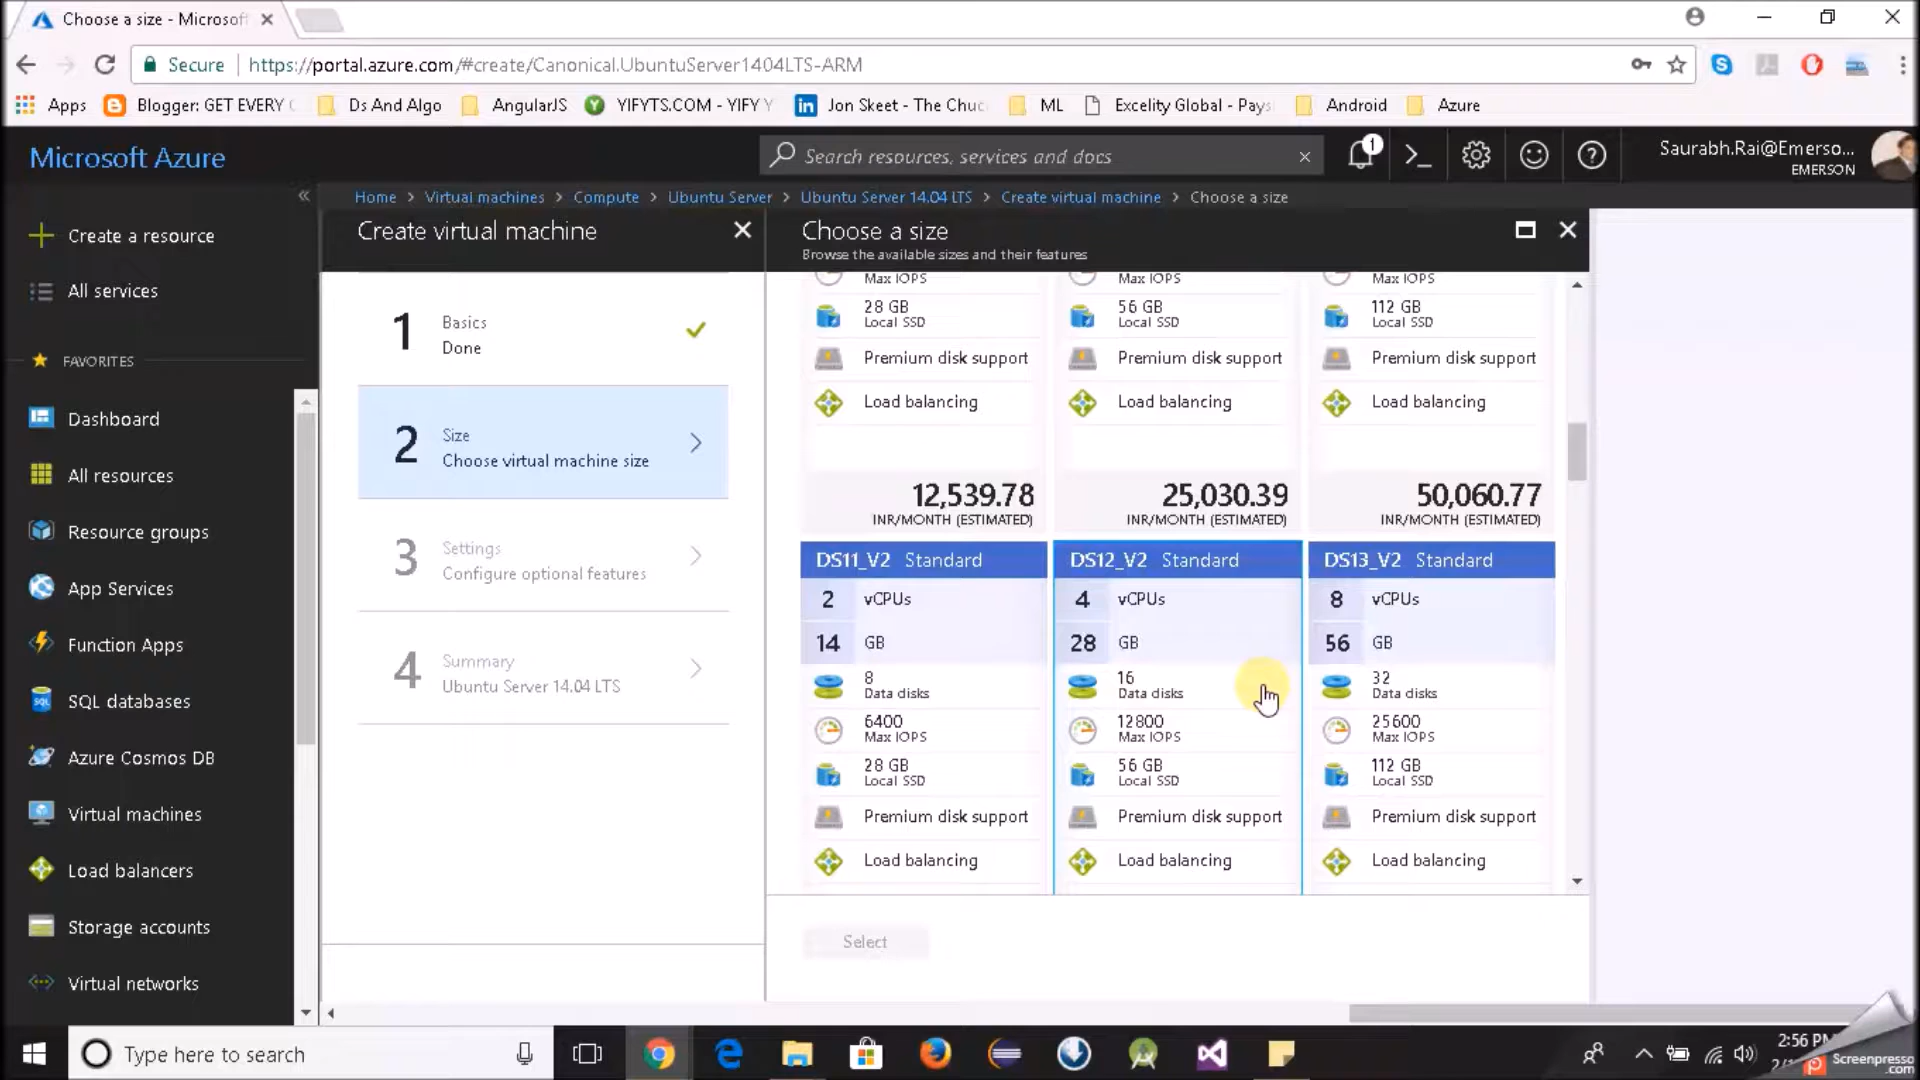 Choose a size - Microsof
Secure | https://portal.azure.com/#create/Canonical.UbuntuServer1404LTS-ARM
Apps Blogger: GET EVERY Ds And Algo AngularJS YIFYTS.COM - YIFY Jon Skeet - The Chuc ML Excelity Global - Pays Android Azure
Microsoft Azure
Search resources, services and docs
1
Saurabh.Rai@Emerso...
EMERSON
Home > Virtual machines > Compute > Ubuntu Server > Ubuntu Server 14.04 LTS > Create virtual machine > Choose a size
Create a resource
All services
FAVORITES
Dashboard
All resources
Resource groups
App Services
Function Apps
SQL databases
Azure Cosmos DB
Virtual machines
Load balancers
Storage accounts
Virtual networks
Create virtual machine
1 Basics
Done
2 Size
Choose virtual machine size
3 Settings
Configure optional features
4 Summary
Ubuntu Server 14.04 LTS
Choose a size
Browse the available sizes and their features
Max IOPS Max IOPS Max IOPS
28 GB 56 GB 112 GB
Local SSD Local SSD Local SSD
Premium disk support Premium disk support Premium disk support
Load balancing Load balancing Load balancing
12,539.78 25,030.39 50,060.77
INR/MONTH (ESTIMATED) INR/MONTH (ESTIMATED) INR/MONTH (ESTIMATED)
DS11_V2 Standard DS12_V2 Standard DS13_V2 Standard
2 vCPUs 4 vCPUs 8 vCPUs
14 GB 28 GB 56 GB
8 16 32
Data disks Data disks Data disks
6400 12800 25600
Max IOPS Max IOPS Max IOPS
28 GB 56 GB 112 GB
Local SSD Local SSD Local SSD
Premium disk support Premium disk support Premium disk support
Load balancing Load balancing Load balancing
Select
Type here to search
2:56 PM
Screenpresso
.com